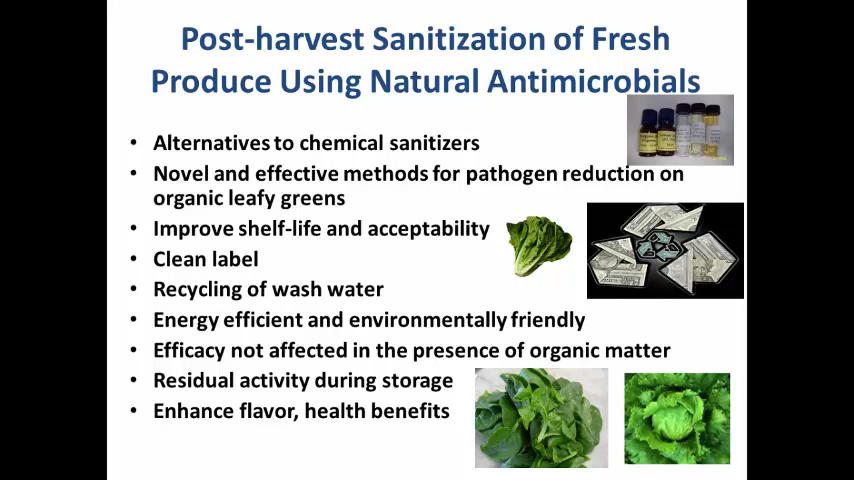 Post-harvest Sanitization of Fresh
Produce Using Natural Antimicrobials
• Alternatives to chemical sanitizers
• Novel and effective methods for pathogen reduction on
organic leafy greens
• Improve shelf-life and acceptability
• Clean label
• Recycling of wash water
• Energy efficient and environmentally friendly
• Efficacy not affected in the presence of organic matter
• Residual activity during storage
• Enhance flavor, health benefits